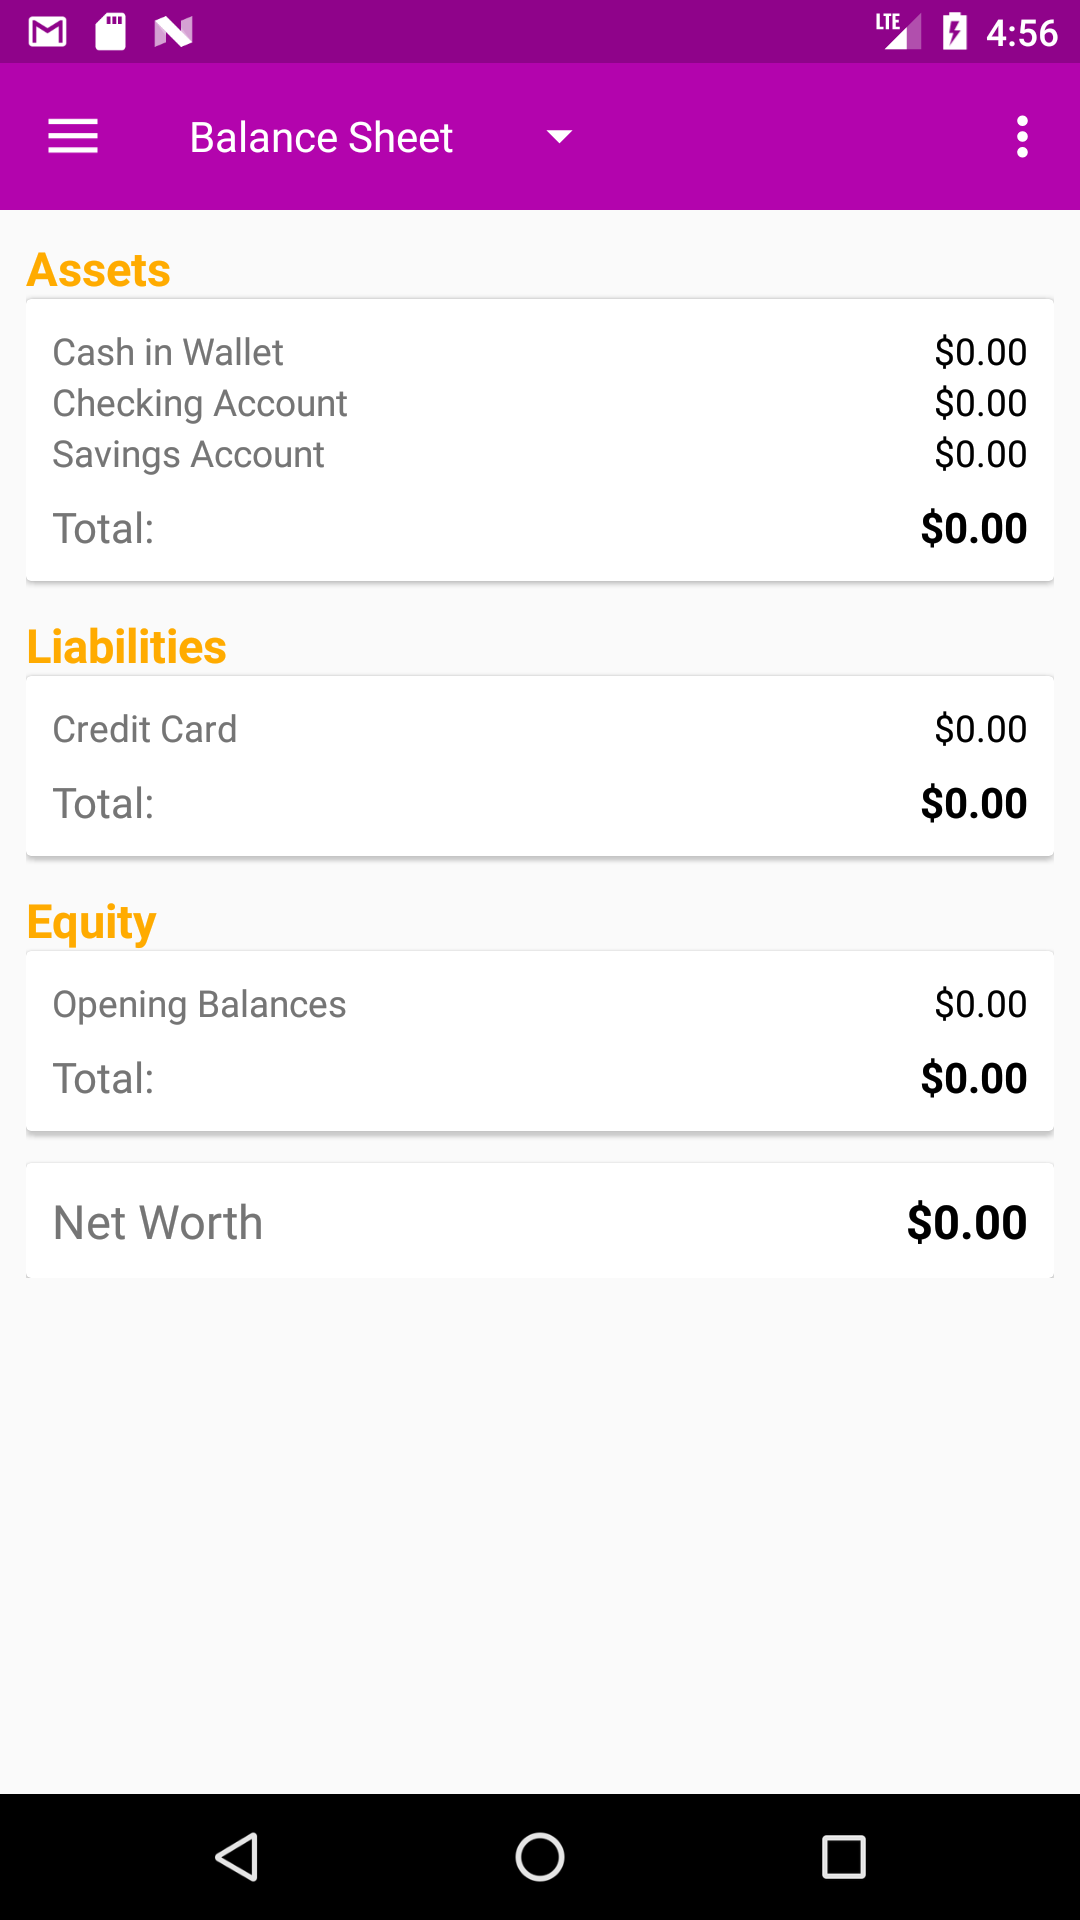 LTE 4:56
Balance Sheet
Assets
Cash in Wallet $0.00
Checking Account $0.00
Savings Account $0.00
Total: $0.00
Liabilities
Credit Card $0.00
Total: $0.00
Equity
Opening Balances $0.00
Total: $0.00
Net Worth $0.00